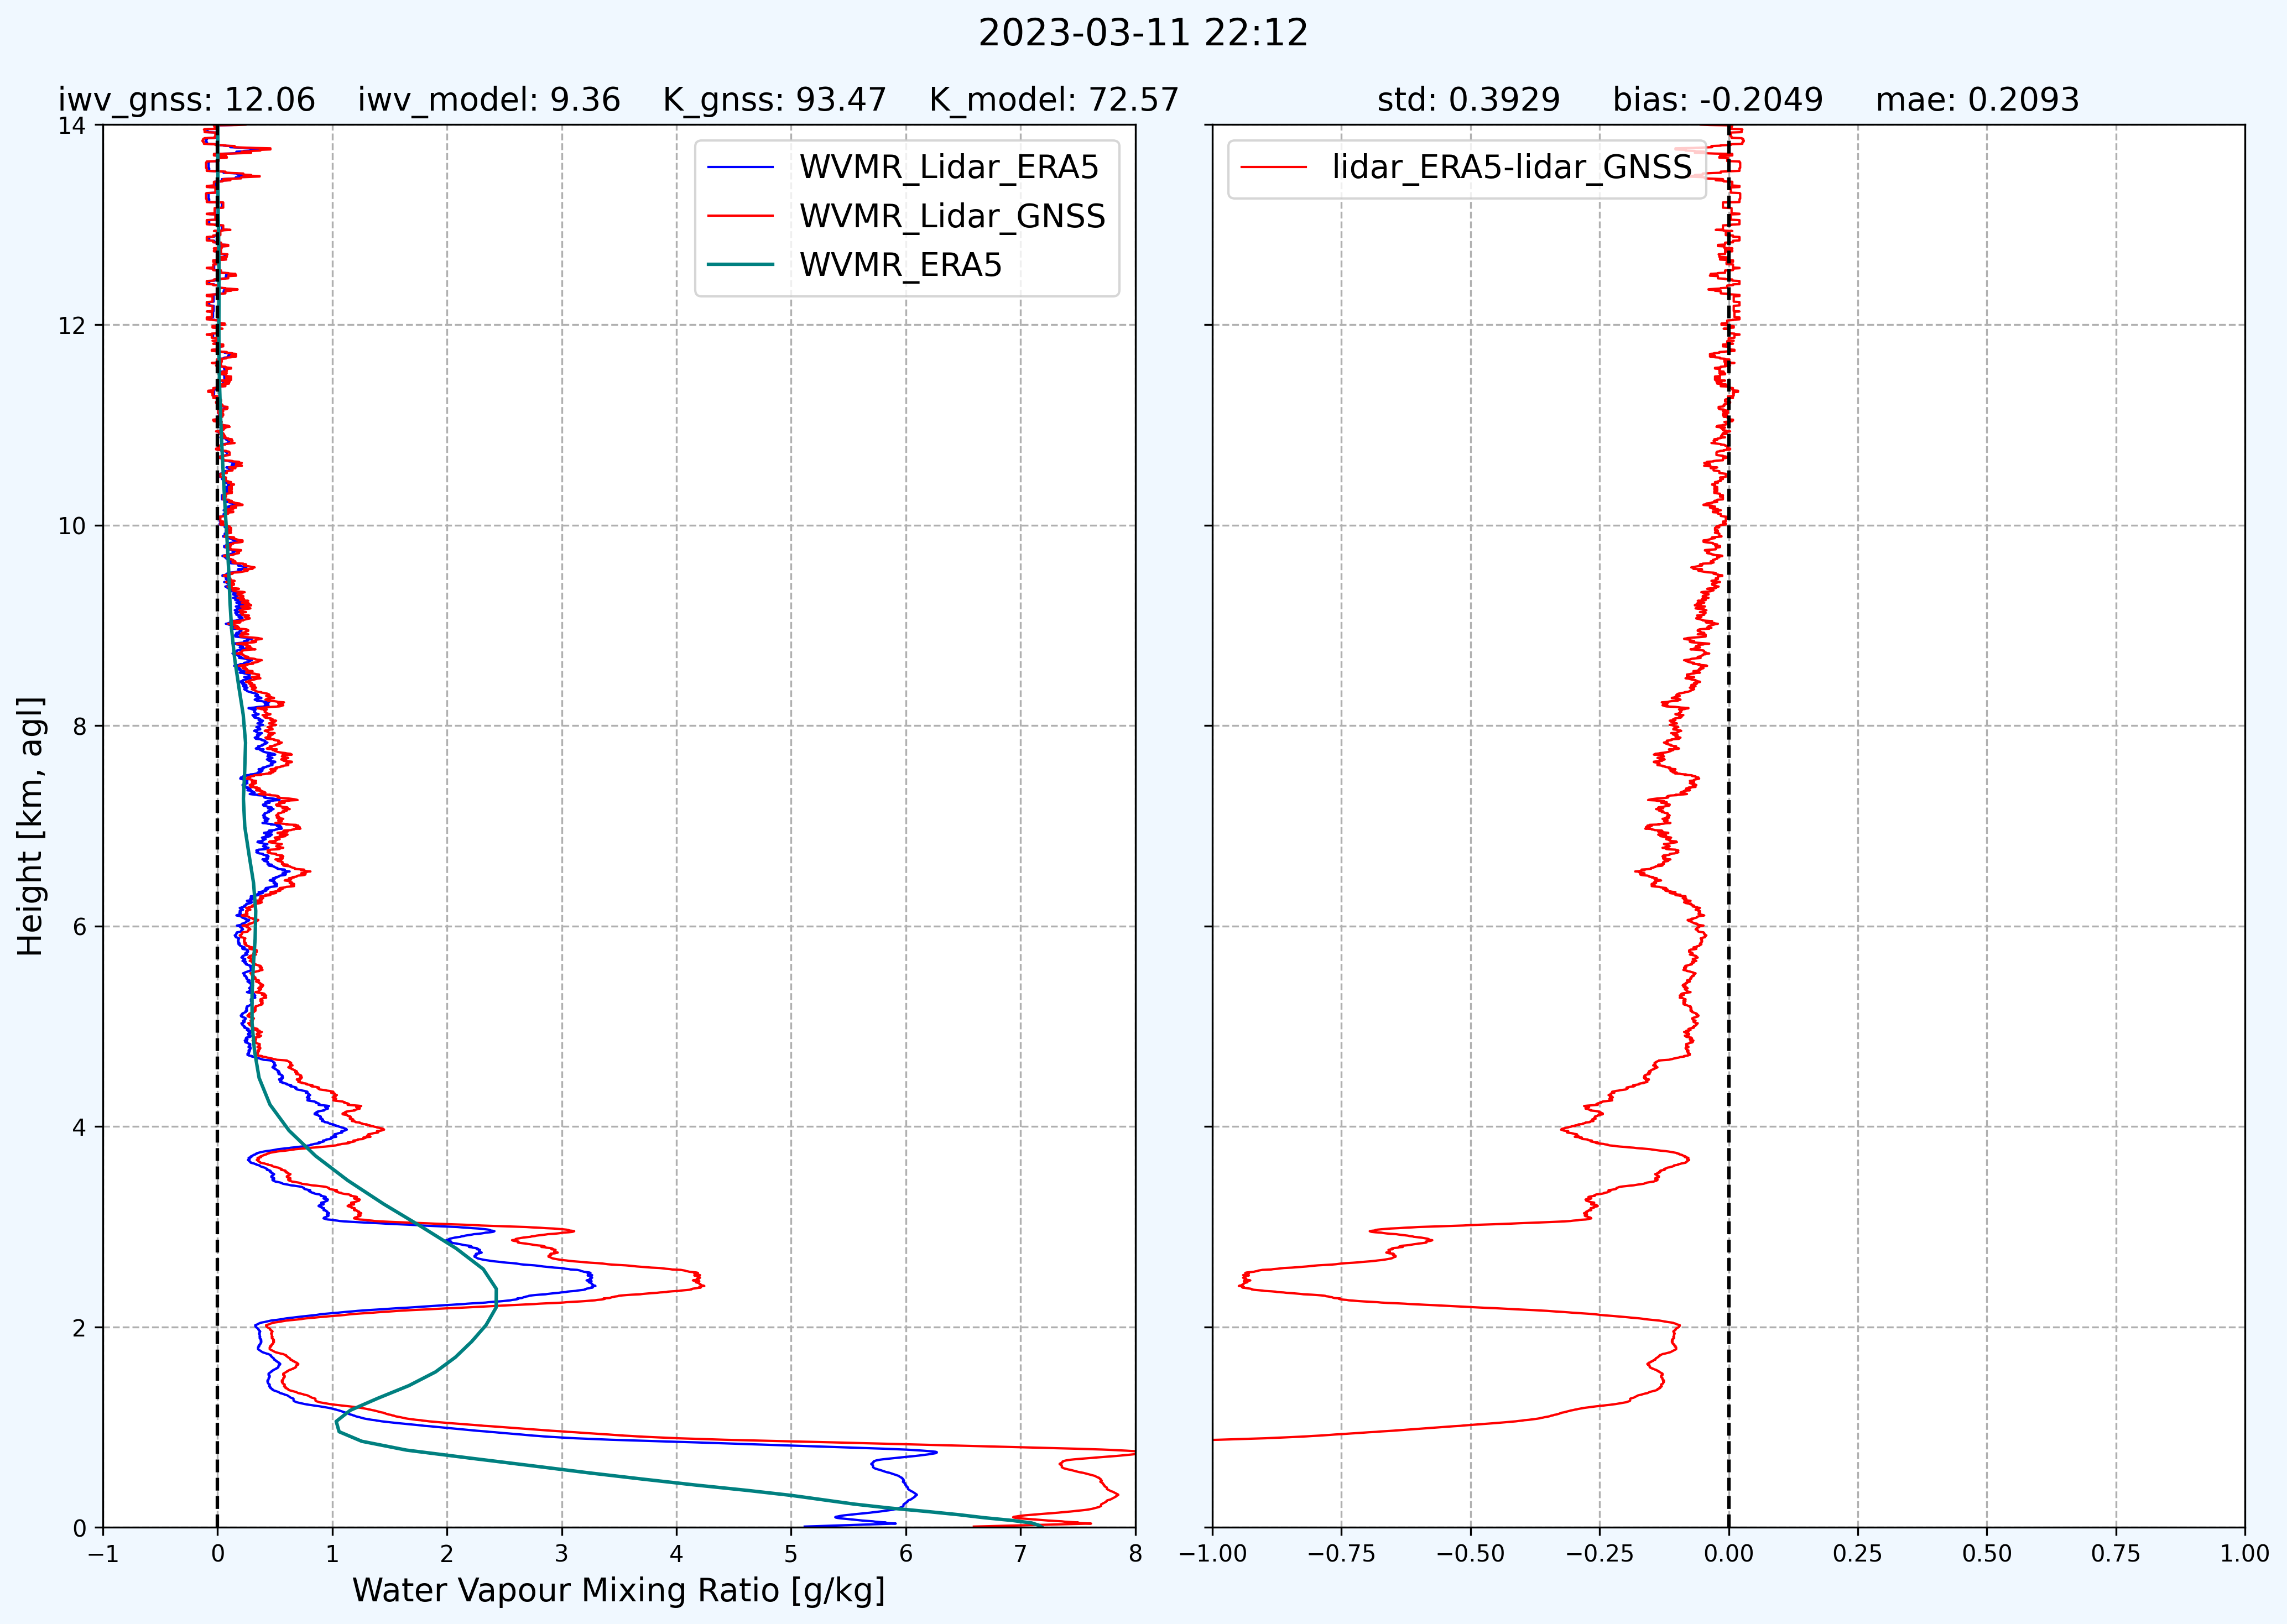 2023-03-11 22:12
iwv_gnss: 12.06 iwv_model: 9.36 K_gnss: 93.47 K_model: 72.57
std: 0.3929 bias: -0.2049 mae: 0.2093
WVMR_Lidar_ERA5
WVMR_Lidar_GNSS
WVMR_ERA5
lidar_ERA5-lidar_GNSS
14
12
10
8
6
4
2
0
Height [km, agl]
−1 0 1 2 3 4 5 6 7 8
Water Vapour Mixing Ratio [g/kg]
−1.00 −0.75 −0.50 −0.25 0.00 0.25 0.50 0.75 1.00